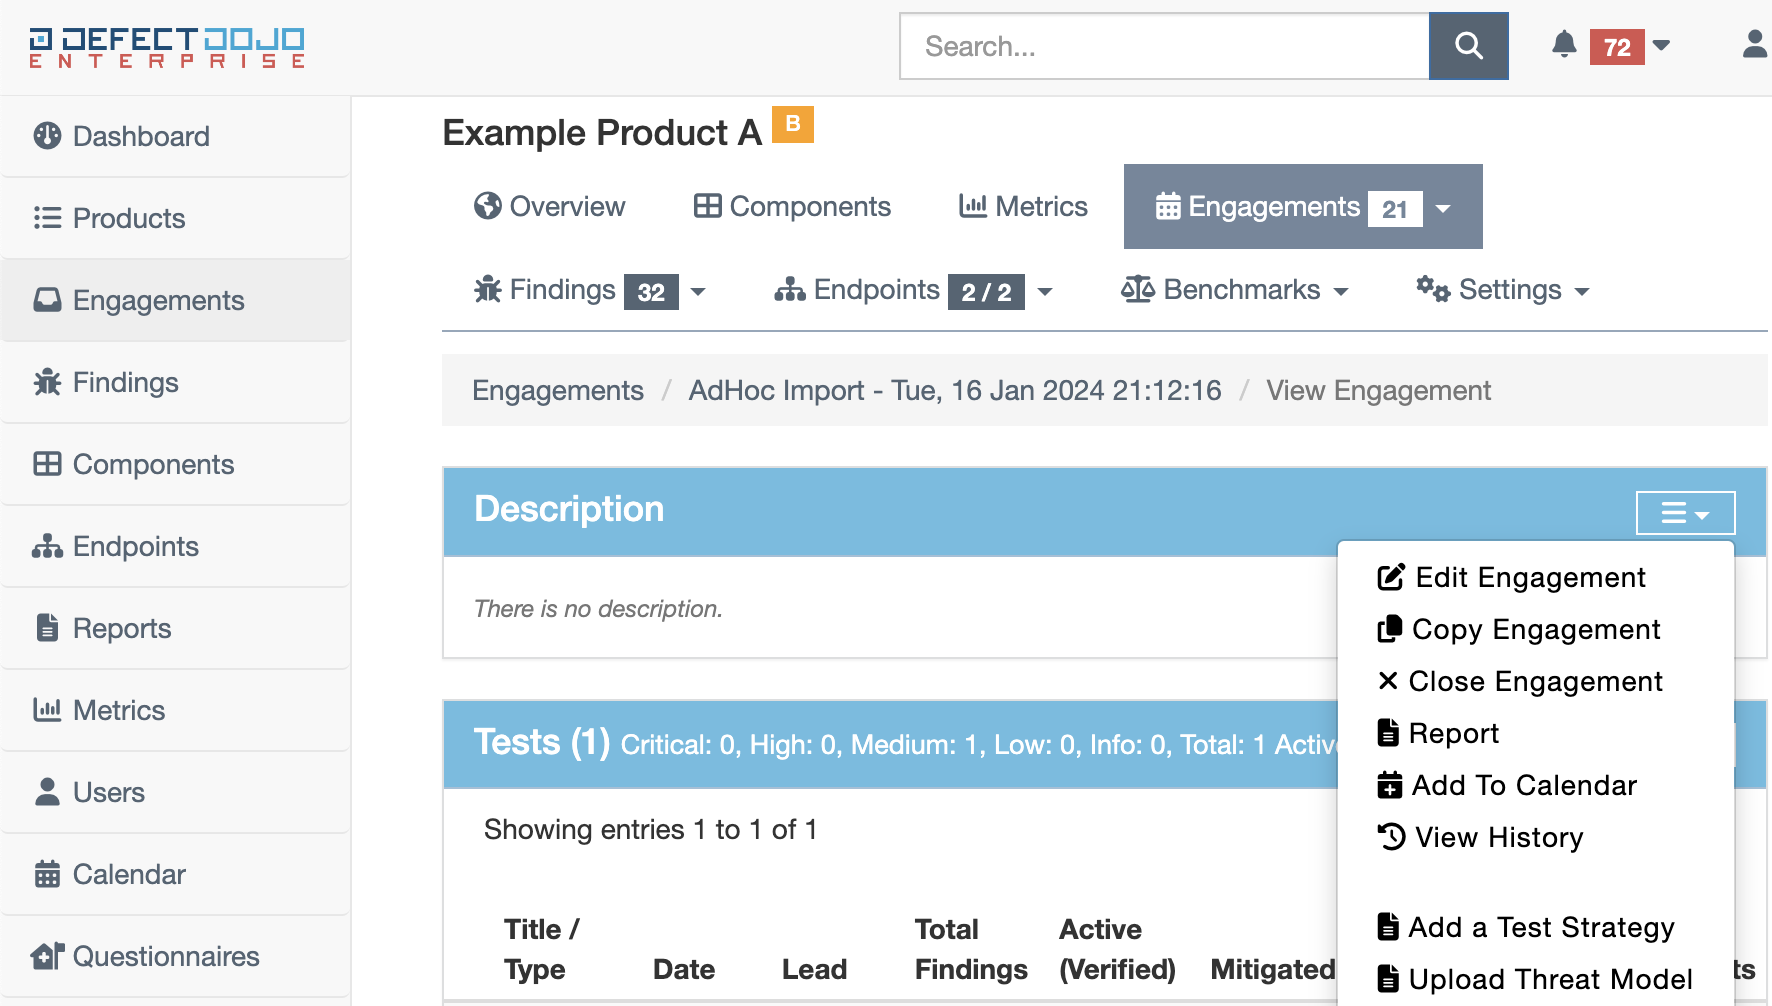 DEFECTDOJO
ENTERPRISE
Search...
72
Dashboard
Products
Engagements
Findings
Components
Endpoints
Reports
Metrics
Users
Calendar
Questionnaires
Example Product A B
Overview Components Metrics Engagements 21
Findings 32 Endpoints 2 / 2 Benchmarks Settings
Engagements / AdHoc Import - Tue, 16 Jan 2024 21:12:16 / View Engagement
Description
There is no description.
Edit Engagement
Copy Engagement
Close Engagement
Report
Add To Calendar
View History
Add a Test Strategy
Upload Threat Model
Tests (1) Critical: 0, High: 0, Medium: 1, Low: 0, Info: 0, Total: 1 Active
Showing entries 1 to 1 of 1
Title / Type
Date
Lead
Total Findings
Active (Verified)
Mitigated